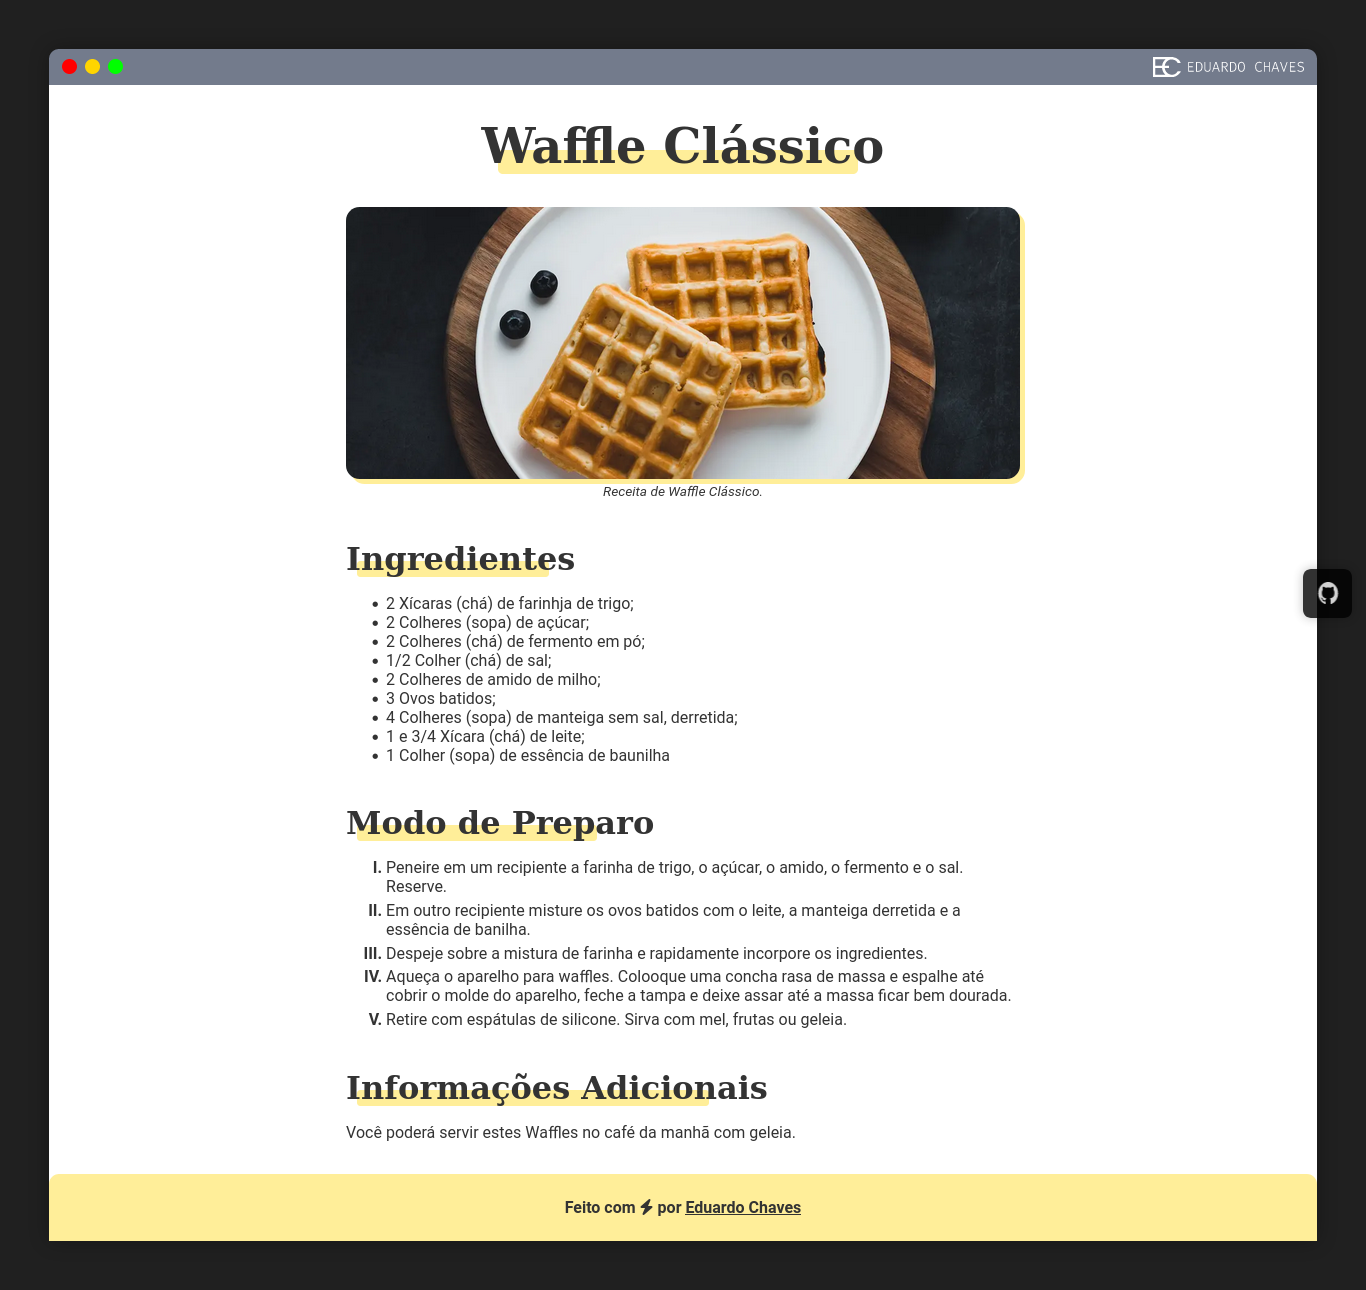 EDUARDO CHAVES
Waffle Clássico
Receita de Waffle Clássico.
Ingredientes
• 2 Xícaras (chá) de farinhja de trigo;
• 2 Colheres (sopa) de açúcar;
• 2 Colheres (chá) de fermento em pó;
• 1/2 Colher (chá) de sal;
• 2 Colheres de amido de milho;
• 3 Ovos batidos;
• 4 Colheres (sopa) de manteiga sem sal, derretida;
• 1 e 3/4 Xícara (chá) de leite;
• 1 Colher (sopa) de essência de baunilha
Modo de Preparo
I. Peneire em um recipiente a farinha de trigo, o açúcar, o amido, o fermento e o sal.
Reserve.
II. Em outro recipiente misture os ovos batidos com o leite, a manteiga derretida e a
essência de banilha.
III. Despeje sobre a mistura de farinha e rapidamente incorpore os ingredientes.
IV. Aqueça o aparelho para waffles. Colooque uma concha rasa de massa e espalhe até
cobrir o molde do aparelho, feche a tampa e deixe assar até a massa ficar bem dourada.
V. Retire com espátulas de silicone. Sirva com mel, frutas ou geleia.
Informações Adicionais
Você poderá servir estes Waffles no café da manhã com geleia.
Feito com por Eduardo Chaves